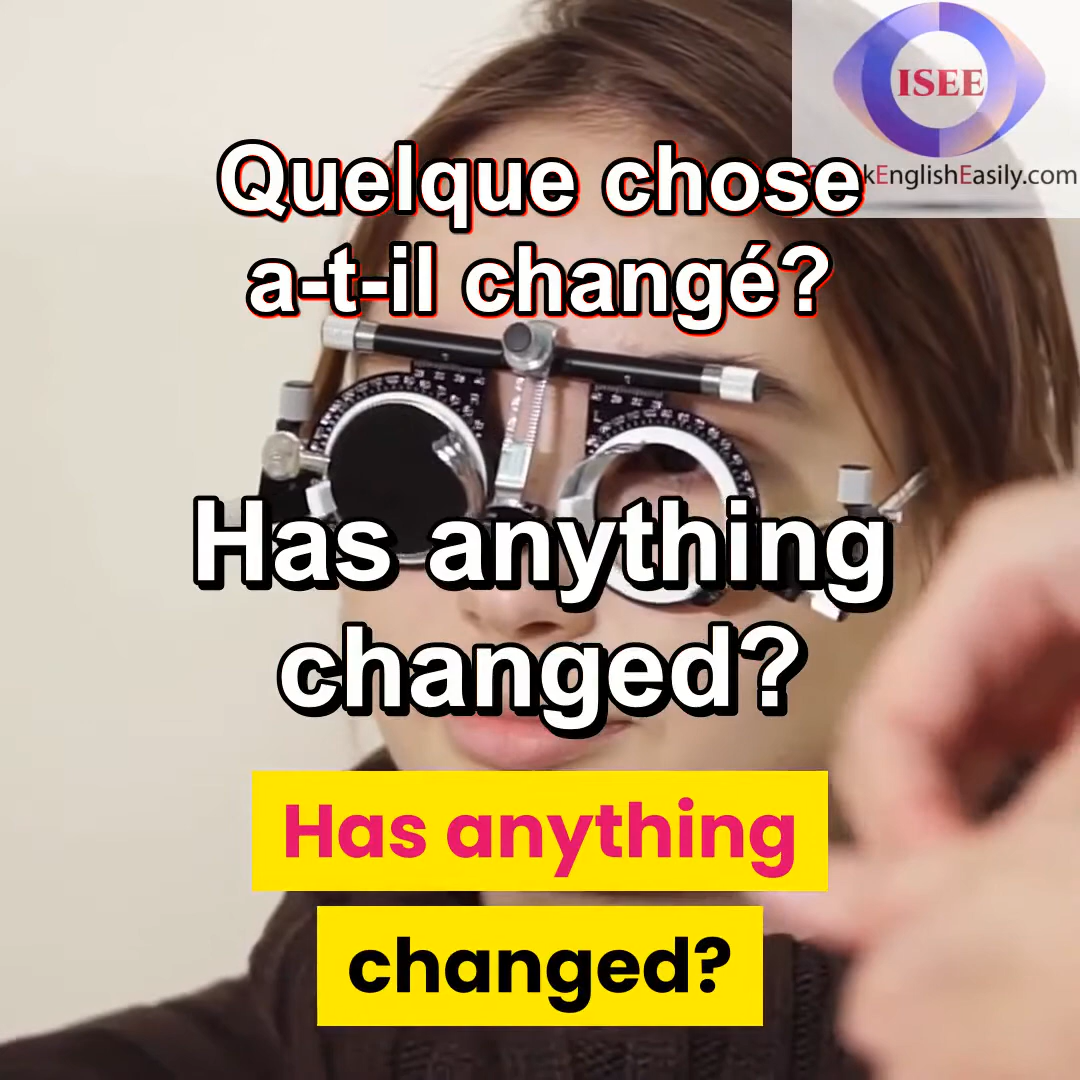 ISEE
kEnglishEasily.com
Quelque chose
a-t-il changé?
Has anything
changed?
Has anything
changed?